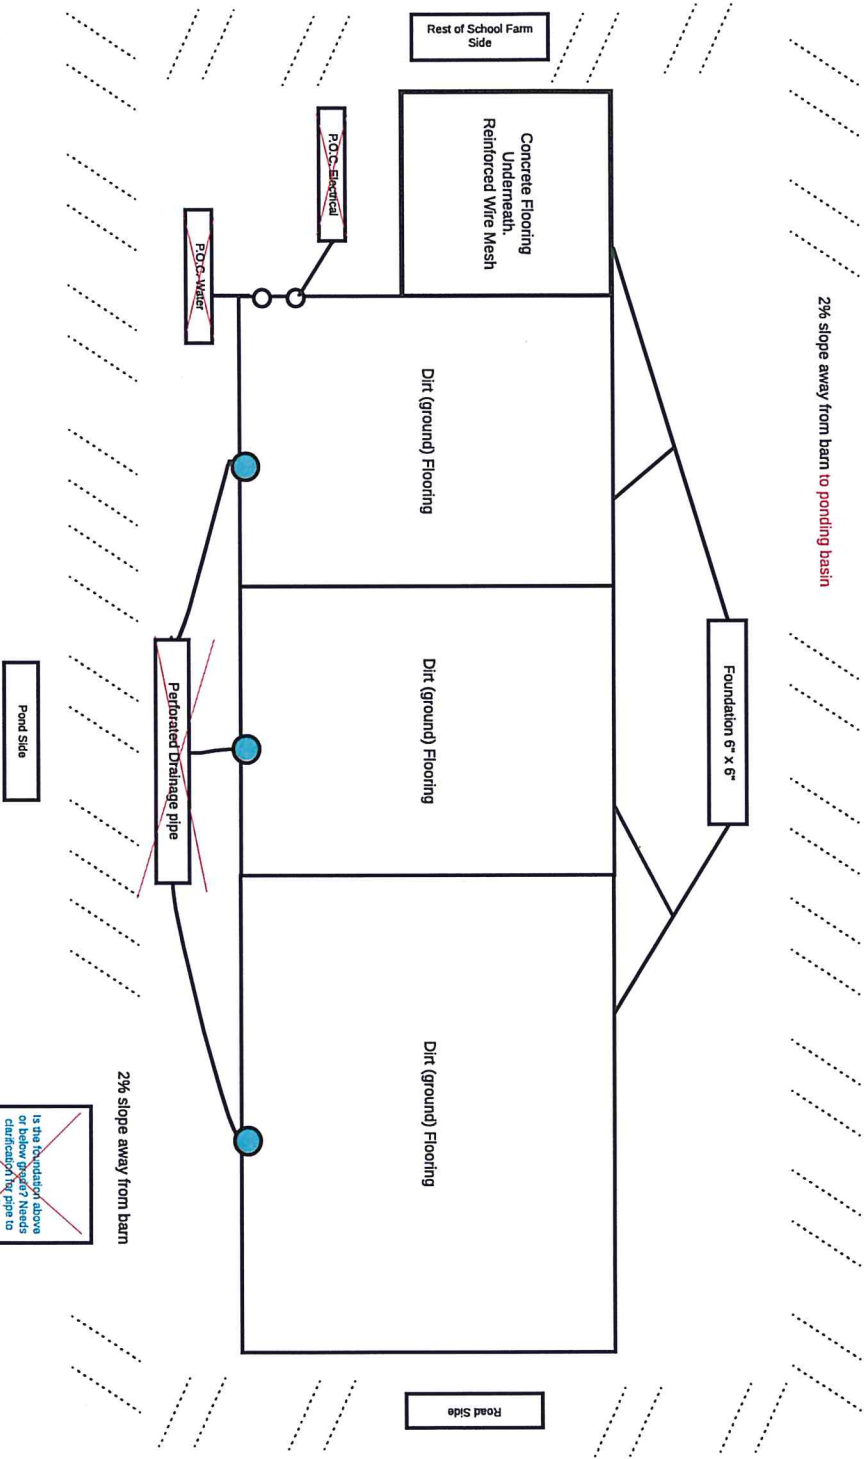 Rest of School Farm
Side
Concrete Flooring
Underneath.
Reinforced Wire Mesh
P.O.C. Electrical
P.O.C. Water
2% slope away from barn to ponding basin
Dirt (ground) Flooring
Dirt (ground) Flooring
Dirt (ground) Flooring
Foundation 6" x 6"
Perforated Drainage pipe
Pond Side
2% slope away from barn
Is the foundation above
or below grade? Needs
clarification for pipe to
Road Side